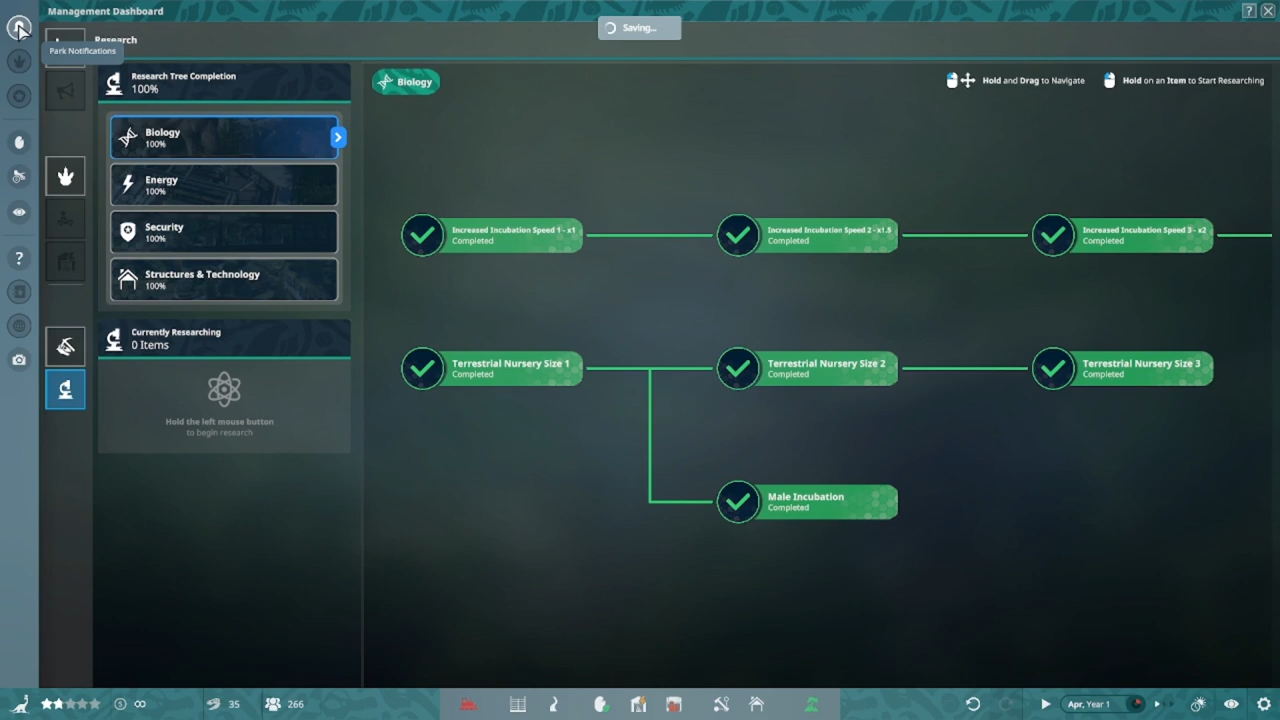 Management Dashboard
?
Saving...
Research
Park Notifications
Research Tree Completion
100%
Biology
Hold and Drag to Navigate
Hold on an Item to Start Researching
Biology
100%
Energy
100%
Security
100%
Structures & Technology
100%
Increased Incubation Speed 1 - x1
Completed
Increased Incubation Speed 2 - x1.5
Completed
Increased Incubation Speed 3 - x2
Completed
?
Currently Researching
0 Items
Hold the left mouse button
to begin research
Terrestrial Nursery Size 1
Completed
Terrestrial Nursery Size 2
Completed
Terrestrial Nursery Size 3
Completed
Male Incubation
Completed
∞
35
266
Apr, Year 1